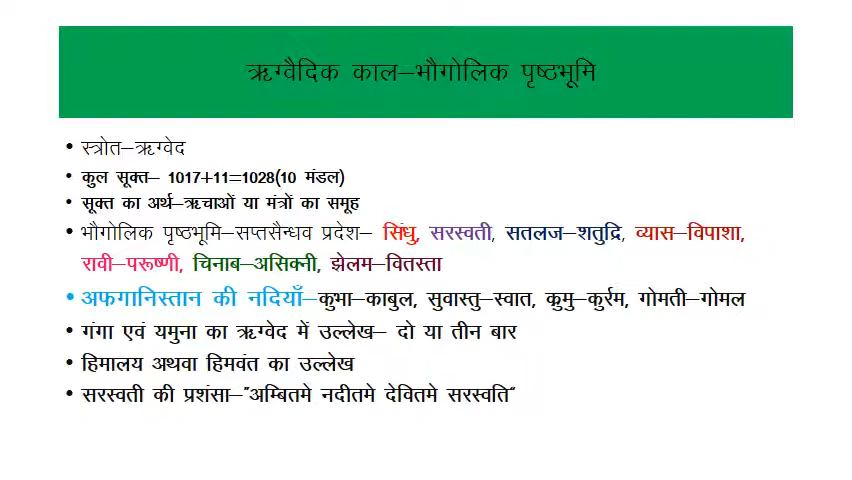 ऋग्वैदिक काल–भौगोलिक पृष्ठभूमि
• स्त्रोत–ऋग्वेद
• कुल सूक्त– 1017+11=1028(10 मंडल)
• सूक्त का अर्थ–ऋचाओं या मंत्रों का समूह
• भौगोलिक पृष्ठभूमि–सप्तसैन्धव प्रदेश– सिंधु, सरस्वती, सतलज–शतुद्रि, व्यास–विपाशा,
रावी–परूष्णी, चिनाब–असिक्नी, झेलम–वितस्ता
• अफगानिस्तान की नदियाँ–कुभा–काबुल, सुवास्तु–स्वात, क्रुमु–कुर्रम, गोमती–गोमल
• गंगा एवं यमुना का ऋग्वेद में उल्लेख– दो या तीन बार
• हिमालय अथवा हिमवंत का उल्लेख
• सरस्वती की प्रशंसा–"अम्बितमे नदीतमे देवितमे सरस्वति"